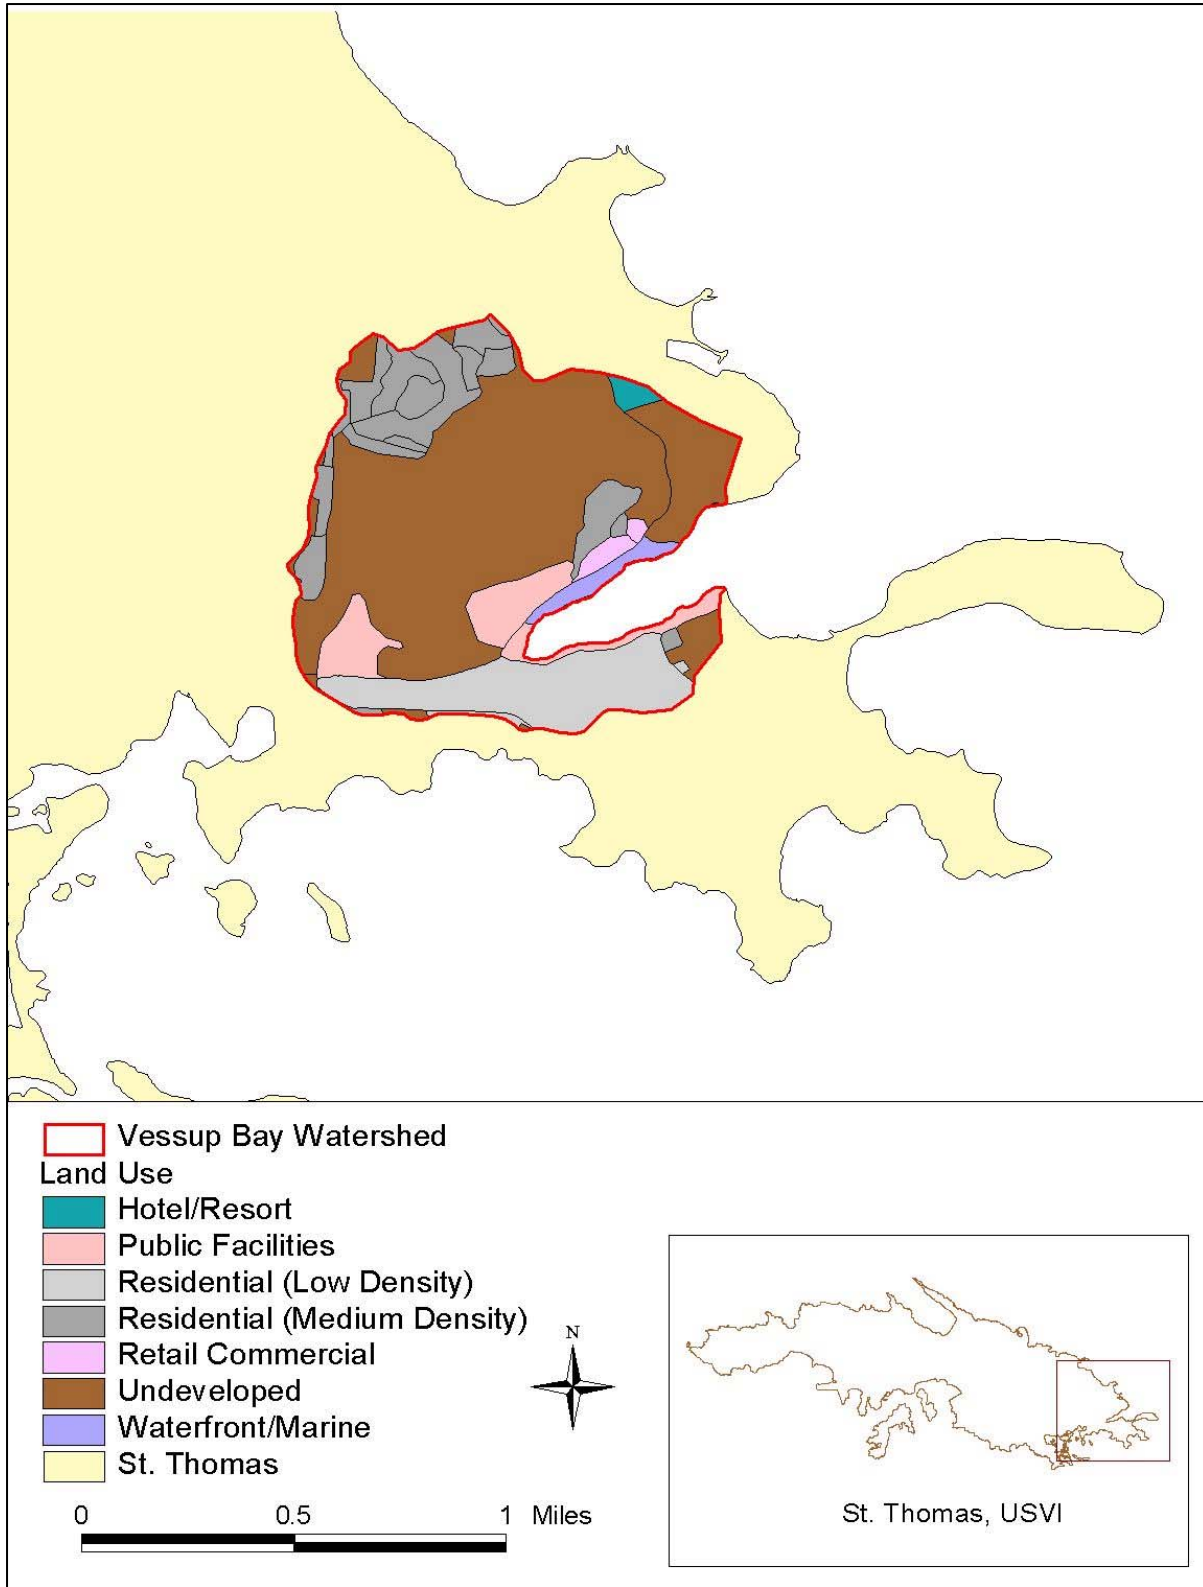 Vessup Bay Watershed
Land Use
Hotel/Resort
Public Facilities
Residential (Low Density)
Residential (Medium Density)
Retail Commercial
Undeveloped
Waterfront/Marine
St. Thomas
0 0.5 1 Miles
N
St. Thomas, USVI